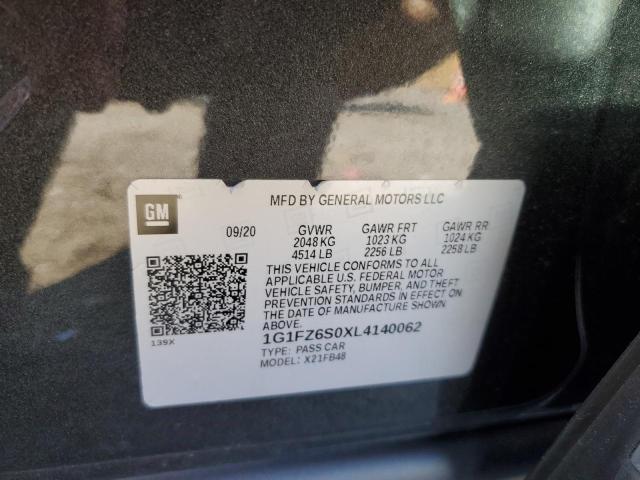 GM
MFD BY GENERAL MOTORS LLC
09/20 GVWR GAWR FRT GAWR RR
2048 KG 1023 KG 1024 KG
4514 LB 2256 LB 2258 LB
THIS VEHICLE CONFORMS TO ALL
APPLICABLE U.S. FEDERAL MOTOR
VEHICLE SAFETY, BUMPER, AND THEFT
PREVENTION STANDARDS IN EFFECT ON
THE DATE OF MANUFACTURE SHOWN
ABOVE.
139X
1G1FZ6S0XL4140062
TYPE: PASS CAR
MODEL: X21FB48